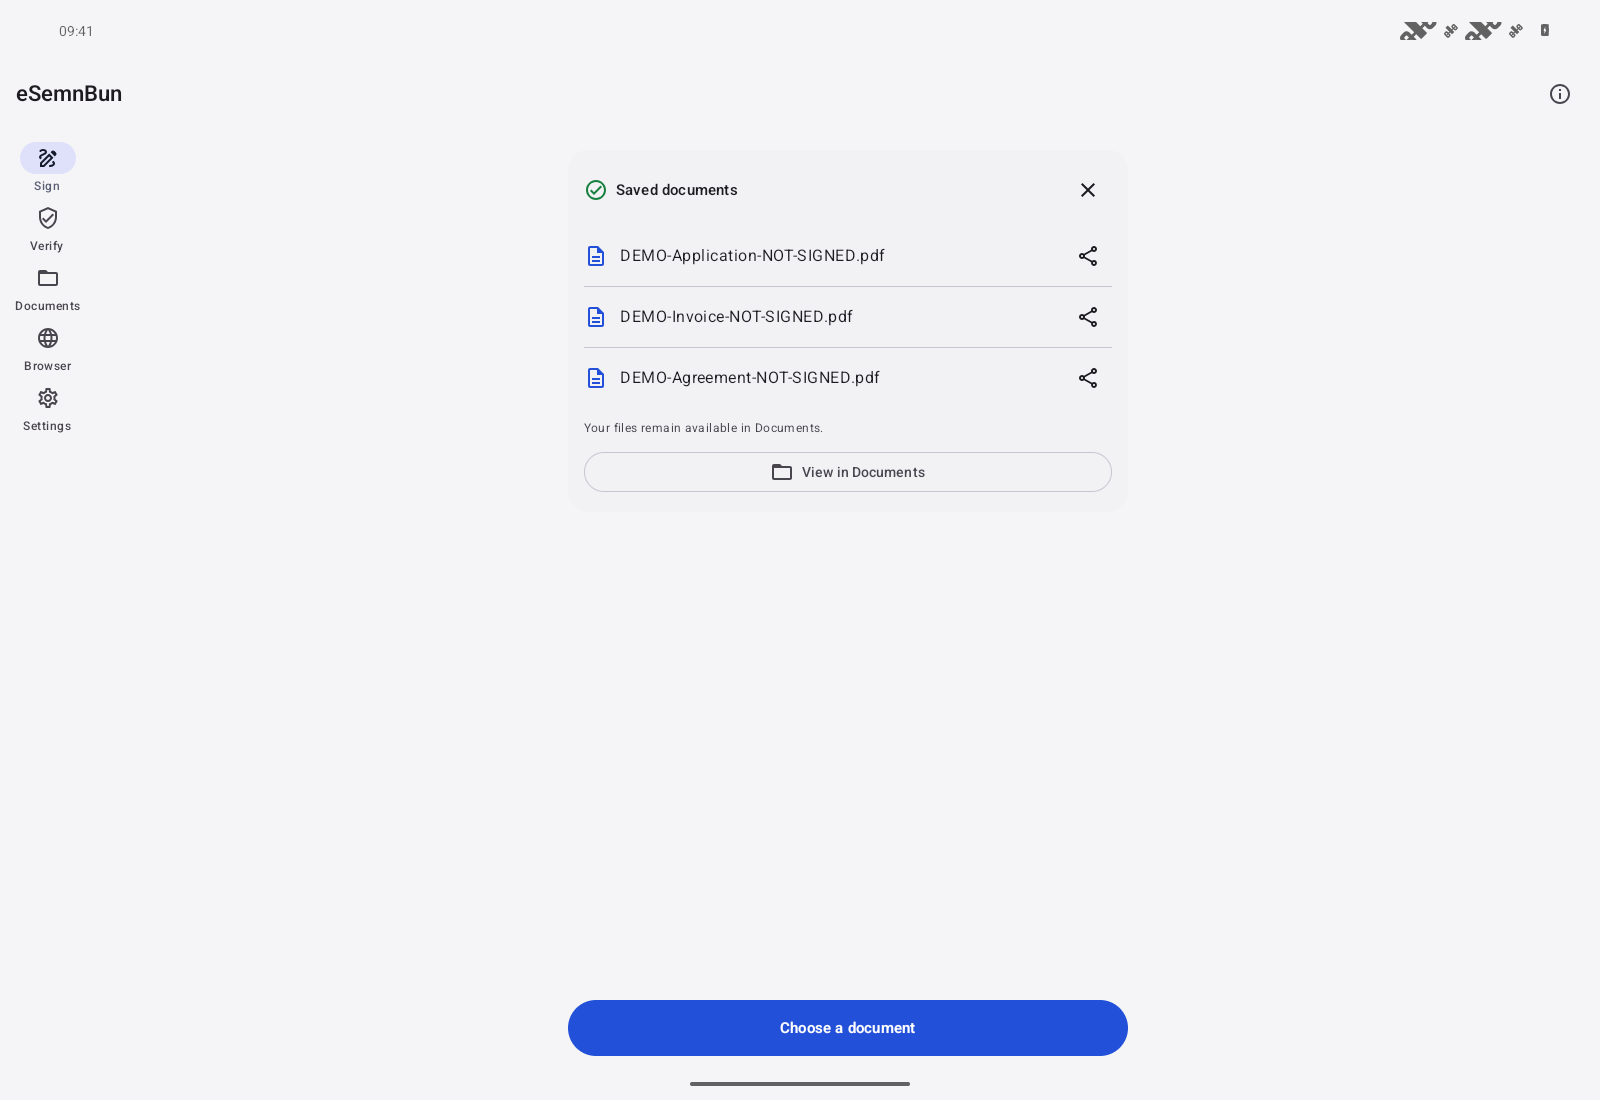 09:41
eSemnBun
Sign
Verify
Documents
Browser
Settings
Saved documents
DEMO-Application-NOT-SIGNED.pdf
DEMO-Invoice-NOT-SIGNED.pdf
DEMO-Agreement-NOT-SIGNED.pdf
Your files remain available in Documents.
View in Documents
Choose a document